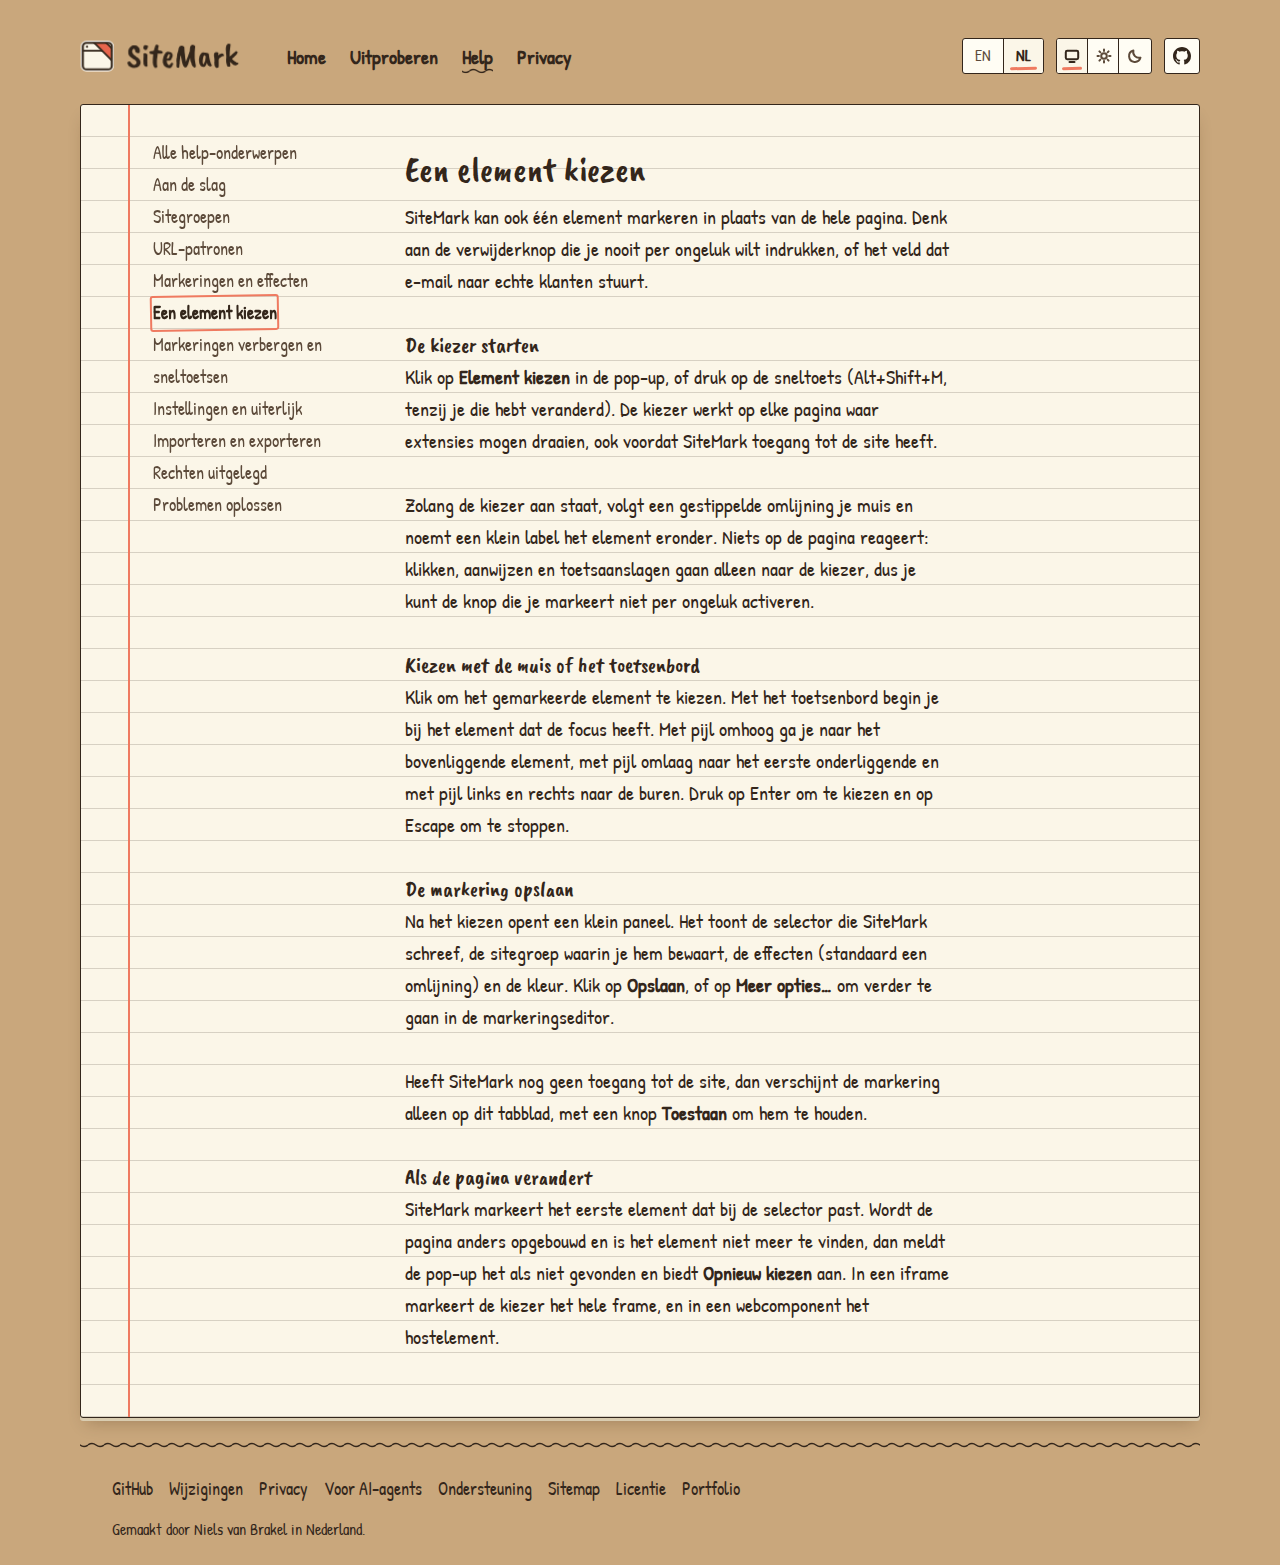 SiteMark
Home Uitproberen Help Privacy
EN NL
Alle help-onderwerpen
Aan de slag
Sitegroepen
URL-patronen
Markeringen en effecten
Een element kiezen
Markeringen verbergen en
sneltoetsen
Instellingen en uiterlijk
Importeren en exporteren
Rechten uitgelegd
Problemen oplossen
Een element kiezen
SiteMark kan ook één element markeren in plaats van de hele pagina. Denk
aan de verwijderknop die je nooit per ongeluk wilt indrukken, of het veld dat
e-mail naar echte klanten stuurt.
De kiezer starten
Klik op Element kiezen in de pop-up, of druk op de sneltoets (Alt+Shift+M,
tenzij je die hebt veranderd). De kiezer werkt op elke pagina waar
extensies mogen draaien, ook voordat SiteMark toegang tot de site heeft.
Zolang de kiezer aan staat, volgt een gestippelde omlijning je muis en
noemt een klein label het element eronder. Niets op de pagina reageert:
klikken, aanwijzen en toetsaanslagen gaan alleen naar de kiezer, dus je
kunt de knop die je markeert niet per ongeluk activeren.
Kiezen met de muis of het toetsenbord
Klik om het gemarkeerde element te kiezen. Met het toetsenbord begin je
bij het element dat de focus heeft. Met pijl omhoog ga je naar het
bovenliggende element, met pijl omlaag naar het eerste onderliggende en
met pijl links en rechts naar de buren. Druk op Enter om te kiezen en op
Escape om te stoppen.
De markering opslaan
Na het kiezen opent een klein paneel. Het toont de selector die SiteMark
schreef, de sitegroep waarin je hem bewaart, de effecten (standaard een
omlijning) en de kleur. Klik op Opslaan, of op Meer opties… om verder te
gaan in de markeringseditor.
Heeft SiteMark nog geen toegang tot de site, dan verschijnt de markering
alleen op dit tabblad, met een knop Toestaan om hem te houden.
Als de pagina verandert
SiteMark markeert het eerste element dat bij de selector past. Wordt de
pagina anders opgebouwd en is het element niet meer te vinden, dan meldt
de pop-up het als niet gevonden en biedt Opnieuw kiezen aan. In een iframe
markeert de kiezer het hele frame, en in een webcomponent het
hostelement.
GitHub Wijzigingen Privacy Voor AI-agents Ondersteuning Sitemap Licentie Portfolio
Gemaakt door Niels van Brakel in Nederland.